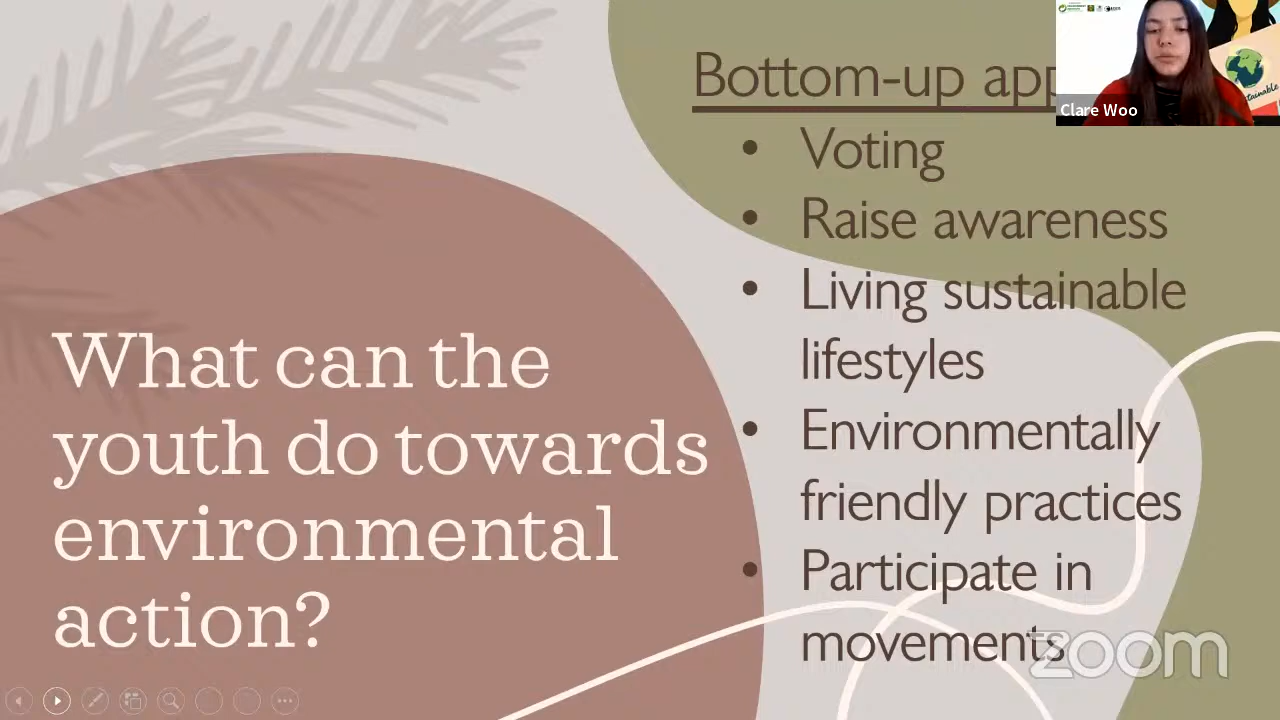 What can the
youth do towards
environmental
action?
Bottom-up app
• Voting
• Raise awareness
• Living sustainable
lifestyles
• Environmentally
friendly practices
• Participate in
movements
Clare Woo
zoom